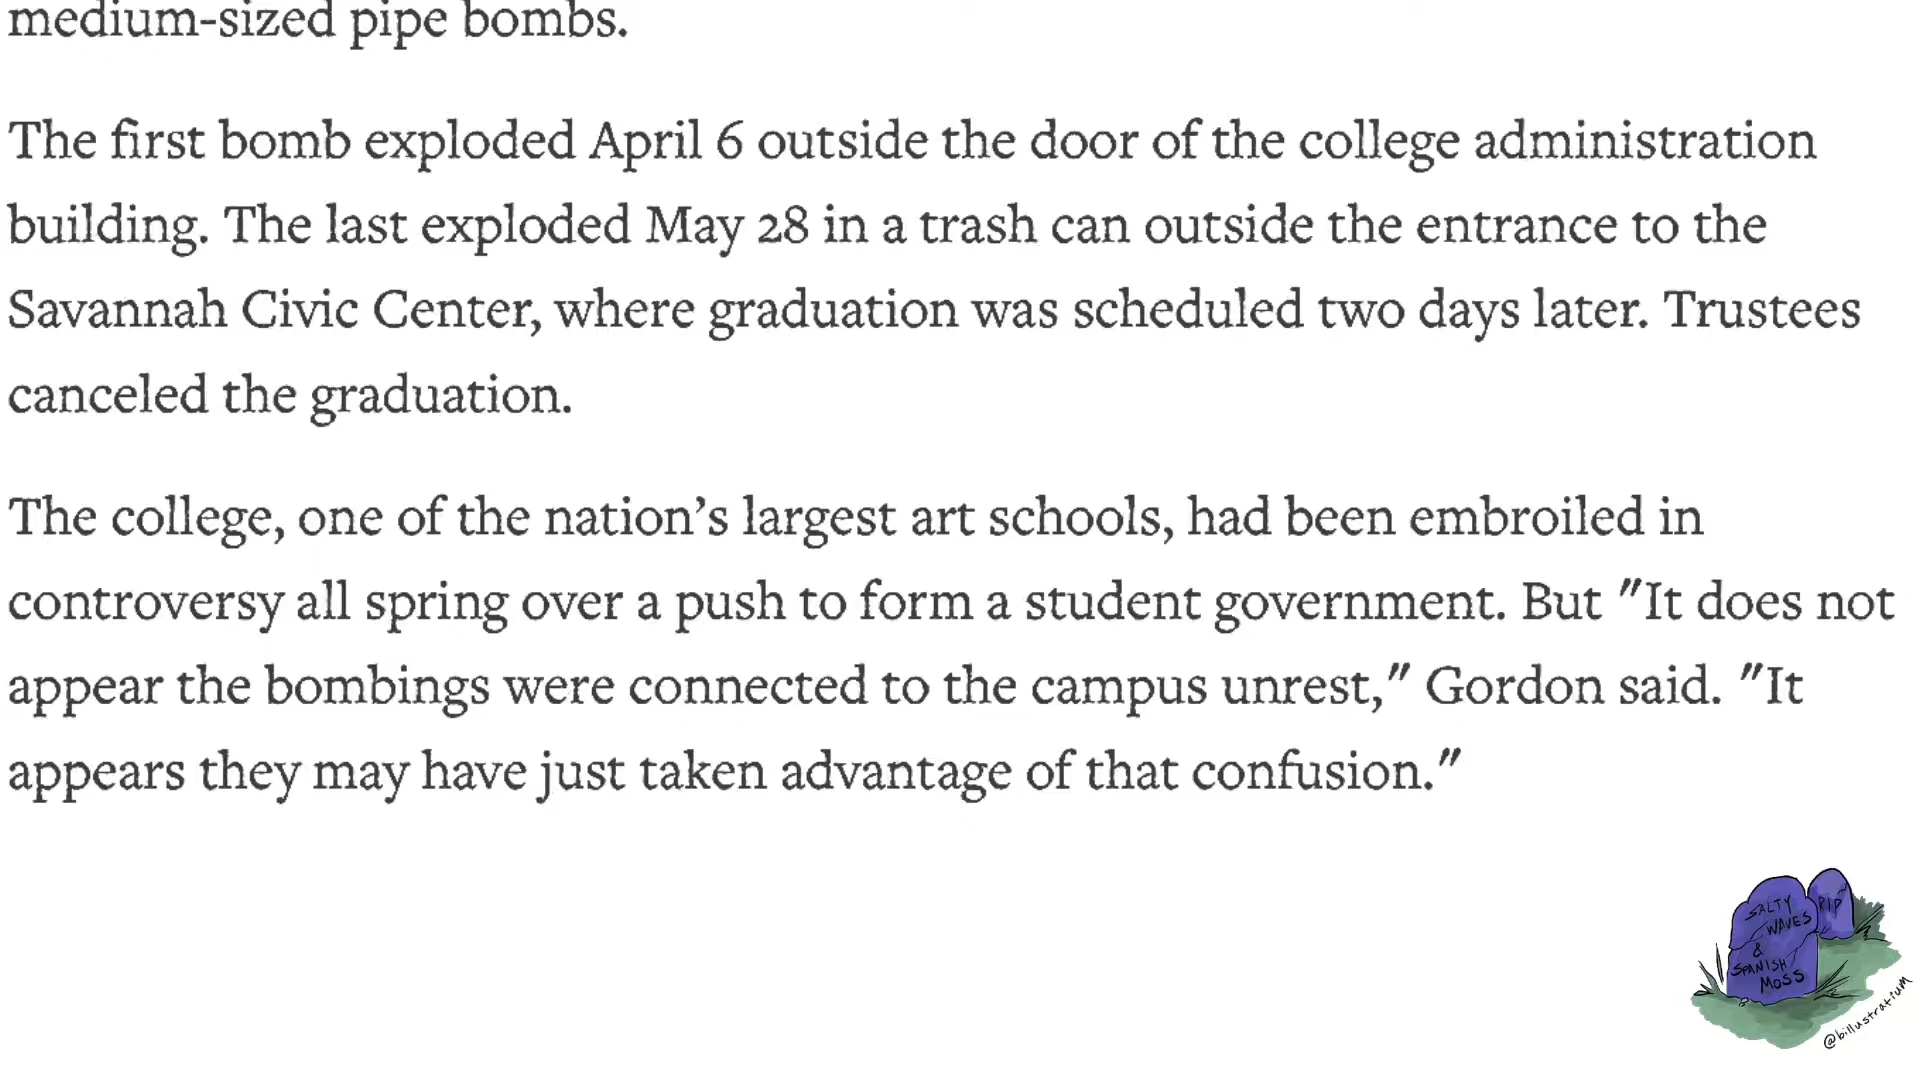 medium-sized pipe bombs.
The first bomb exploded April 6 outside the door of the college administration
building. The last exploded May 28 in a trash can outside the entrance to the
Savannah Civic Center, where graduation was scheduled two days later. Trustees
canceled the graduation.
The college, one of the nation’s largest art schools, had been embroiled in
controversy all spring over a push to form a student government. But "It does not
appear the bombings were connected to the campus unrest," Gordon said. "It
appears they may have just taken advantage of that confusion."
SALTY
WAVES
&
SPANISH
MOSS
RIP
@billustratium